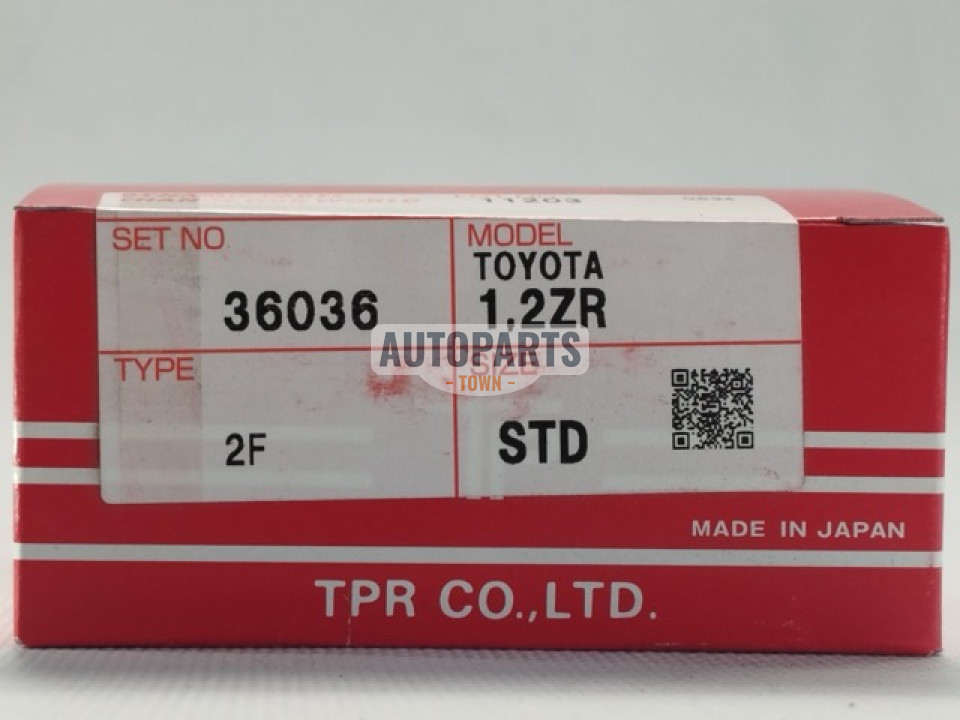 11203
SET NO
36036
MODEL
TOYOTA
1.2ZR
AUTOPARTS
- TOWN -
TYPE
2F
SIZE
STD
MADE IN JAPAN
TPR CO.,LTD.